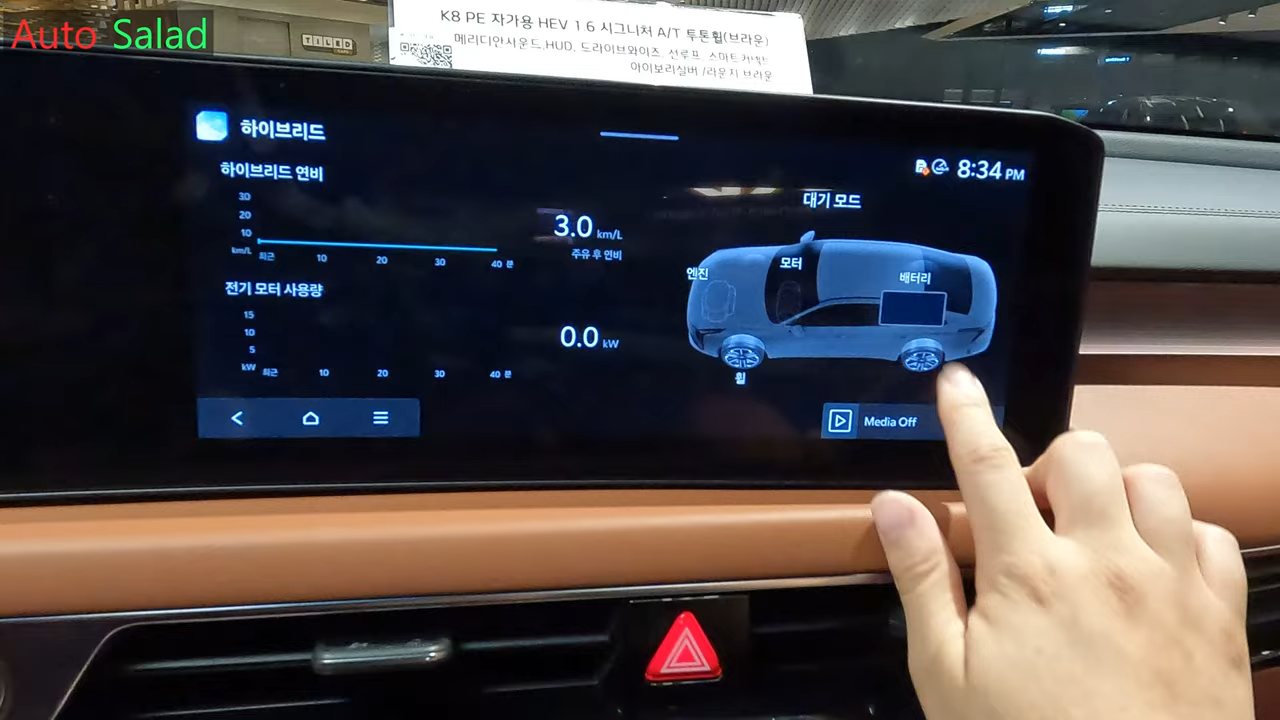 Auto Salad
TILED
K8 PE 자가용 HEV 1 6 시그니처 A/T 투톤휠(브라운)
메리디안사운드,HUD, 드라이브와이즈, 선루프, 스마트커넥트
아이보리실버 /라운지 브라운
하이브리드
8:34 PM
하이브리드 연비
30
20
10
km/L
최근 10 20 30 40 분
3.0 km/L
주유 후 연비
전기 모터 사용량
15
10
5
kW
최근 10 20 30 40 분
0.0 kW
대기 모드
엔진
모터
배터리
휠
Media Off